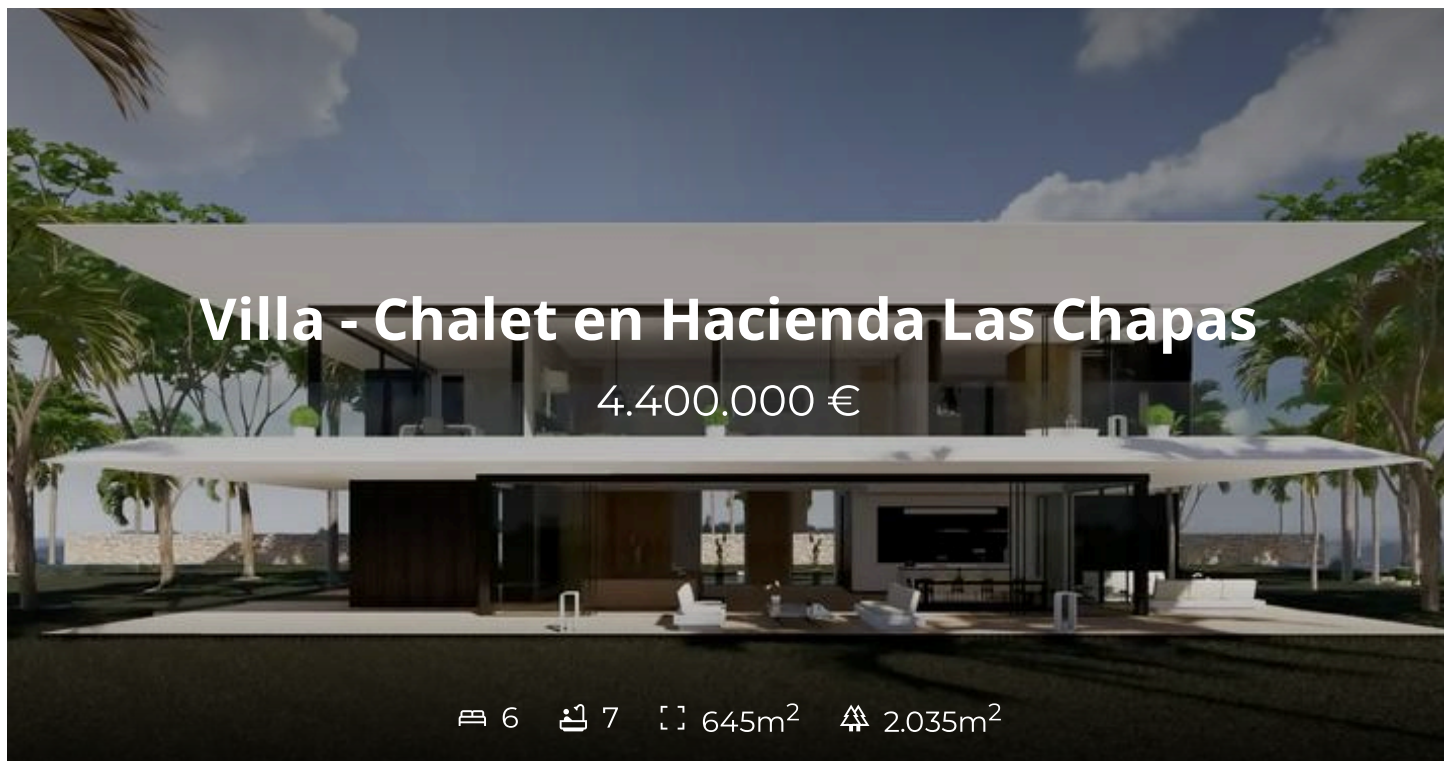 Villa - Chalet en Hacienda Las Chapas
4.400.000 €
6 7 645m² 2.035m²